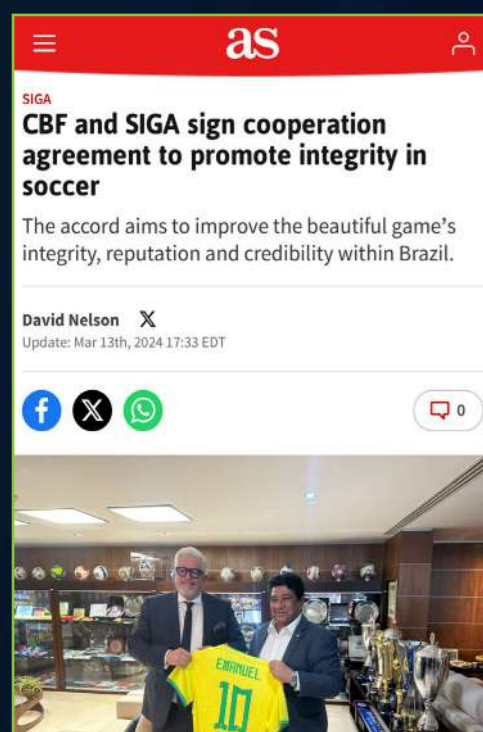 as
SIGA
CBF and SIGA sign cooperation
agreement to promote integrity in
soccer
The accord aims to improve the beautiful game's
integrity, reputation and credibility within Brazil.
David Nelson X
Update: Mar 13th, 2024 17:33 EDT
0
EMANUEL
10